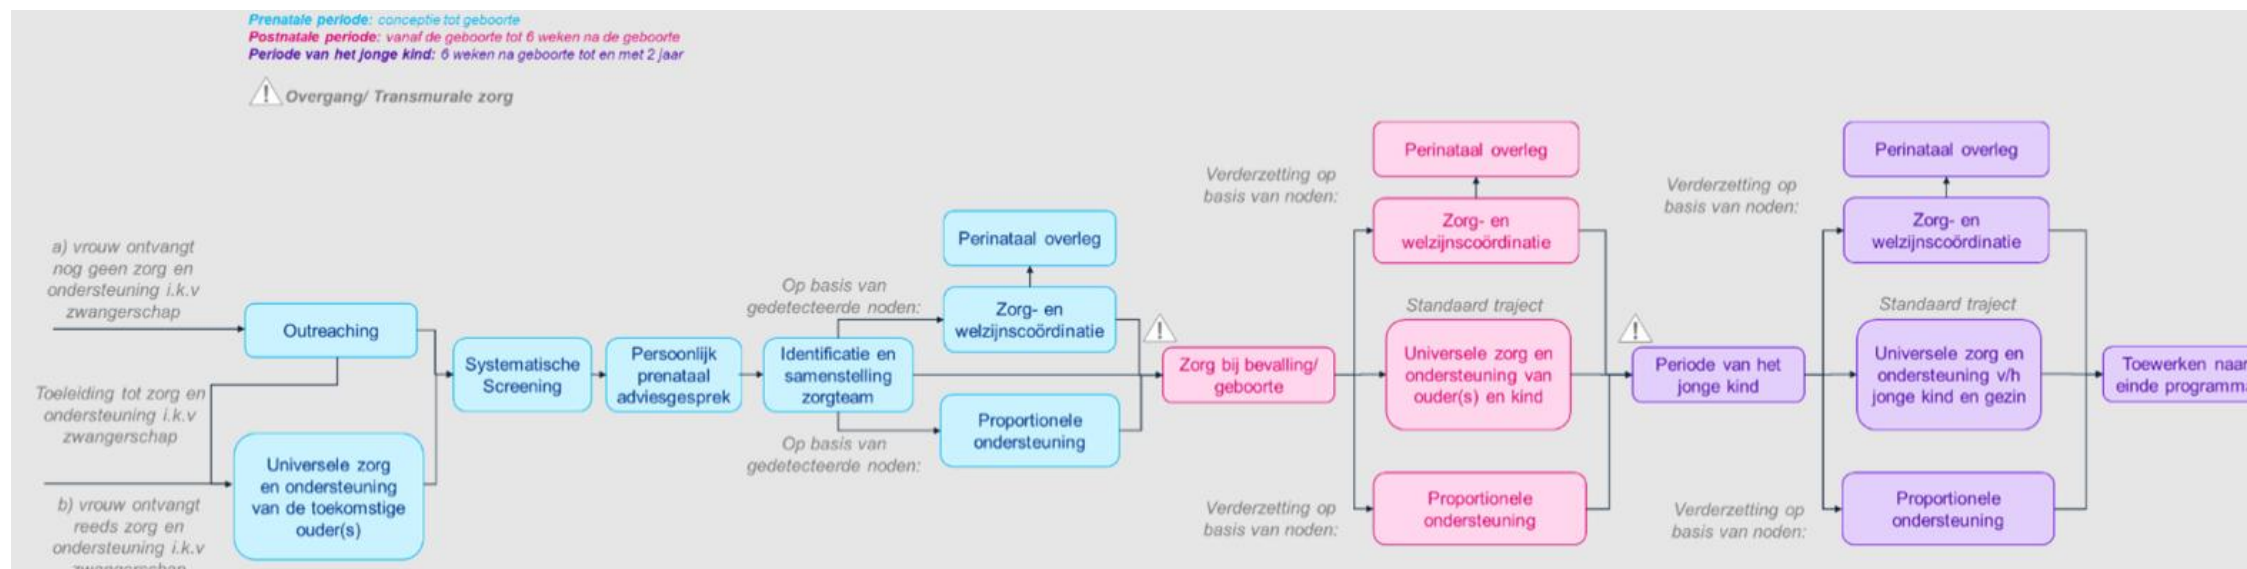 Prenatale periode: conceptie tot geboorte
Postnatale periode: vanaf de geboorte tot 6 weken na de geboorte
Periode van het jonge kind: 6 weken na geboorte tot en met 2 jaar
Overgang/ Transmurale zorg
a) vrouw ontvangt
nog geen zorg en
ondersteuning i.k.v
zwangerschap
Outreaching
Toeleiding tot zorg en
ondersteuning i.k.v
zwangerschap
Universele zorg
en ondersteuning
van de toekomstige
ouder(s)
b) vrouw ontvangt
reeds zorg en
ondersteuning i.k.v
zwangerschap
Systematische
Screening
Persoonlijk
prenataal
adviesgesprek
Identificatie en
samenstelling
zorgteam
Op basis van
gedetecteerde noden:
Perinataal overleg
Zorg- en
welzijnscoördinatie
Op basis van
gedetecteerde noden:
Proportionele
ondersteuning
Zorg bij bevalling/
geboorte
Verderzetting op
basis van noden:
Perinataal overleg
Zorg- en
welzijnscoördinatie
Standaard traject
Universele zorg en
ondersteuning van
ouder(s) en kind
Verderzetting op
basis van noden:
Proportionele
ondersteuning
Periode van het
jonge kind
Verderzetting op
basis van noden:
Perinataal overleg
Zorg- en
welzijnscoördinatie
Standaard traject
Universele zorg en
ondersteuning v/h
jonge kind en gezin
Verderzetting op
basis van noden:
Proportionele
ondersteuning
Toewerken naar
einde programma